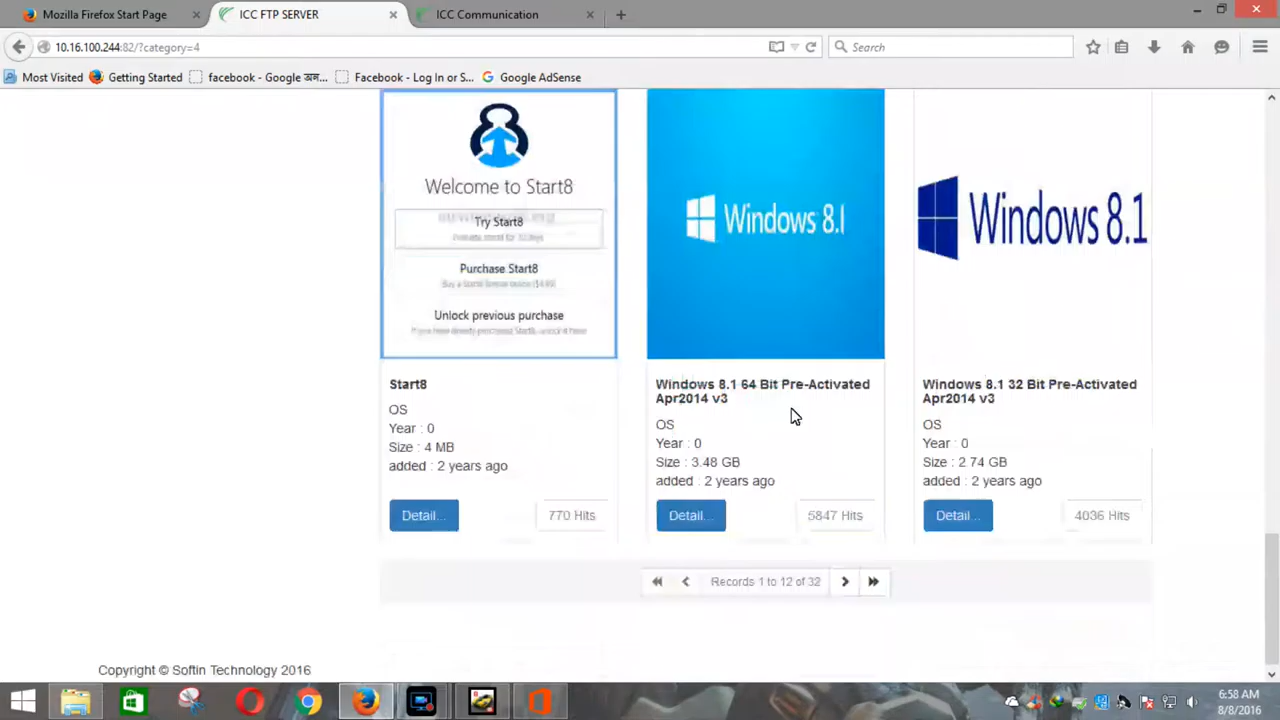 Mozilla Firefox Start Page
ICC FTP SERVER
ICC Communication
10.16.100.244:82/?category=4
Search
Most Visited
Getting Started
facebook - Google অ...
Facebook - Log In or S...
Google AdSense
Welcome to Start8
Try Start8
Purchase Start8
Unlock previous purchase
Windows 8.1
Windows 8.1
Start8
OS
Year : 0
Size : 4 MB
added : 2 years ago
Detail...
770 Hits
Windows 8.1 64 Bit Pre-Activated
Apr2014 v3
OS
Year : 0
Size : 3.48 GB
added : 2 years ago
Detail...
5847 Hits
Windows 8.1 32 Bit Pre-Activated
Apr2014 v3
OS
Year : 0
Size : 2.74 GB
added : 2 years ago
Detail...
4036 Hits
Records 1 to 12 of 32
Copyright © Softin Technology 2016
6:58 AM
8/8/2016